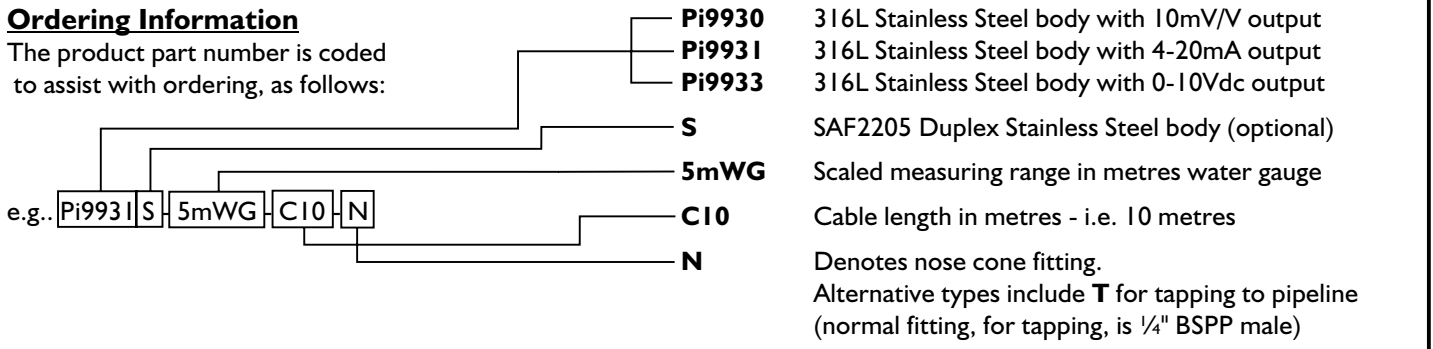 Ordering Information
The product part number is coded
to assist with ordering, as follows:
e.g.. Pi9931 S - 5mWG - C10 - N
Pi9930 316L Stainless Steel body with 10mV/V output
Pi9931 316L Stainless Steel body with 4-20mA output
Pi9933 316L Stainless Steel body with 0-10Vdc output
S SAF2205 Duplex Stainless Steel body (optional)
5mWG Scaled measuring range in metres water gauge
C10 Cable length in metres - i.e. 10 metres
N Denotes nose cone fitting.
Alternative types include T for tapping to pipeline
(normal fitting, for tapping, is ¼" BSPP male)